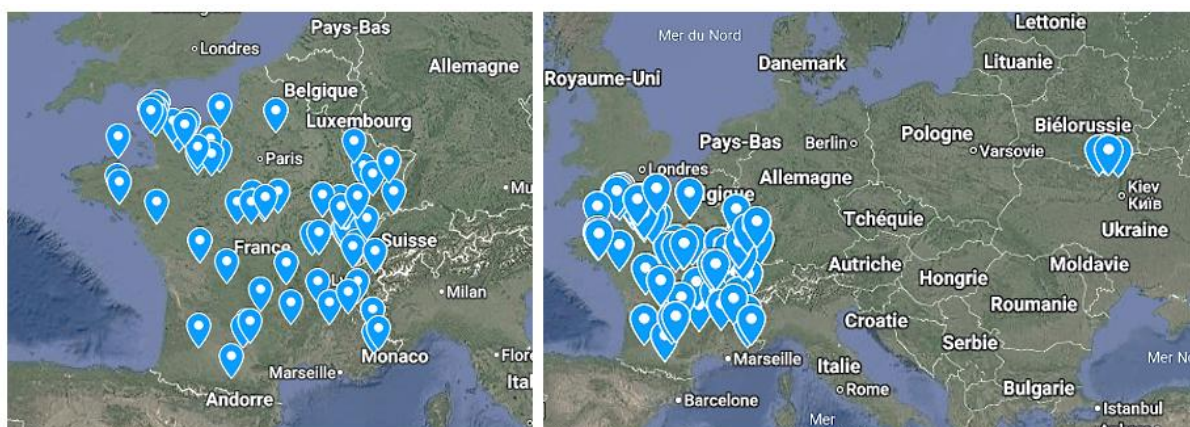 Londres
Pays-Bas
Allemagne
Belgique
Luxembourg
Paris
France
Suisse
Milan
Monaco
Marseille
Andorre
Lettonie
Mer du Nord
Danemark
Lituanie
Royaume-Uni
Biélorussie
Pays-Bas
Berlin
Pologne
Varsovie
Londres
Allemagne
Kiev
Київ
Tchéquie
Ukraine
Autriche
Moldavie
Hongrie
Roumanie
Croatie
Serbie
Marseille
Italie
Bulgarie
Rome
Barcelone
Istanbul
Mer